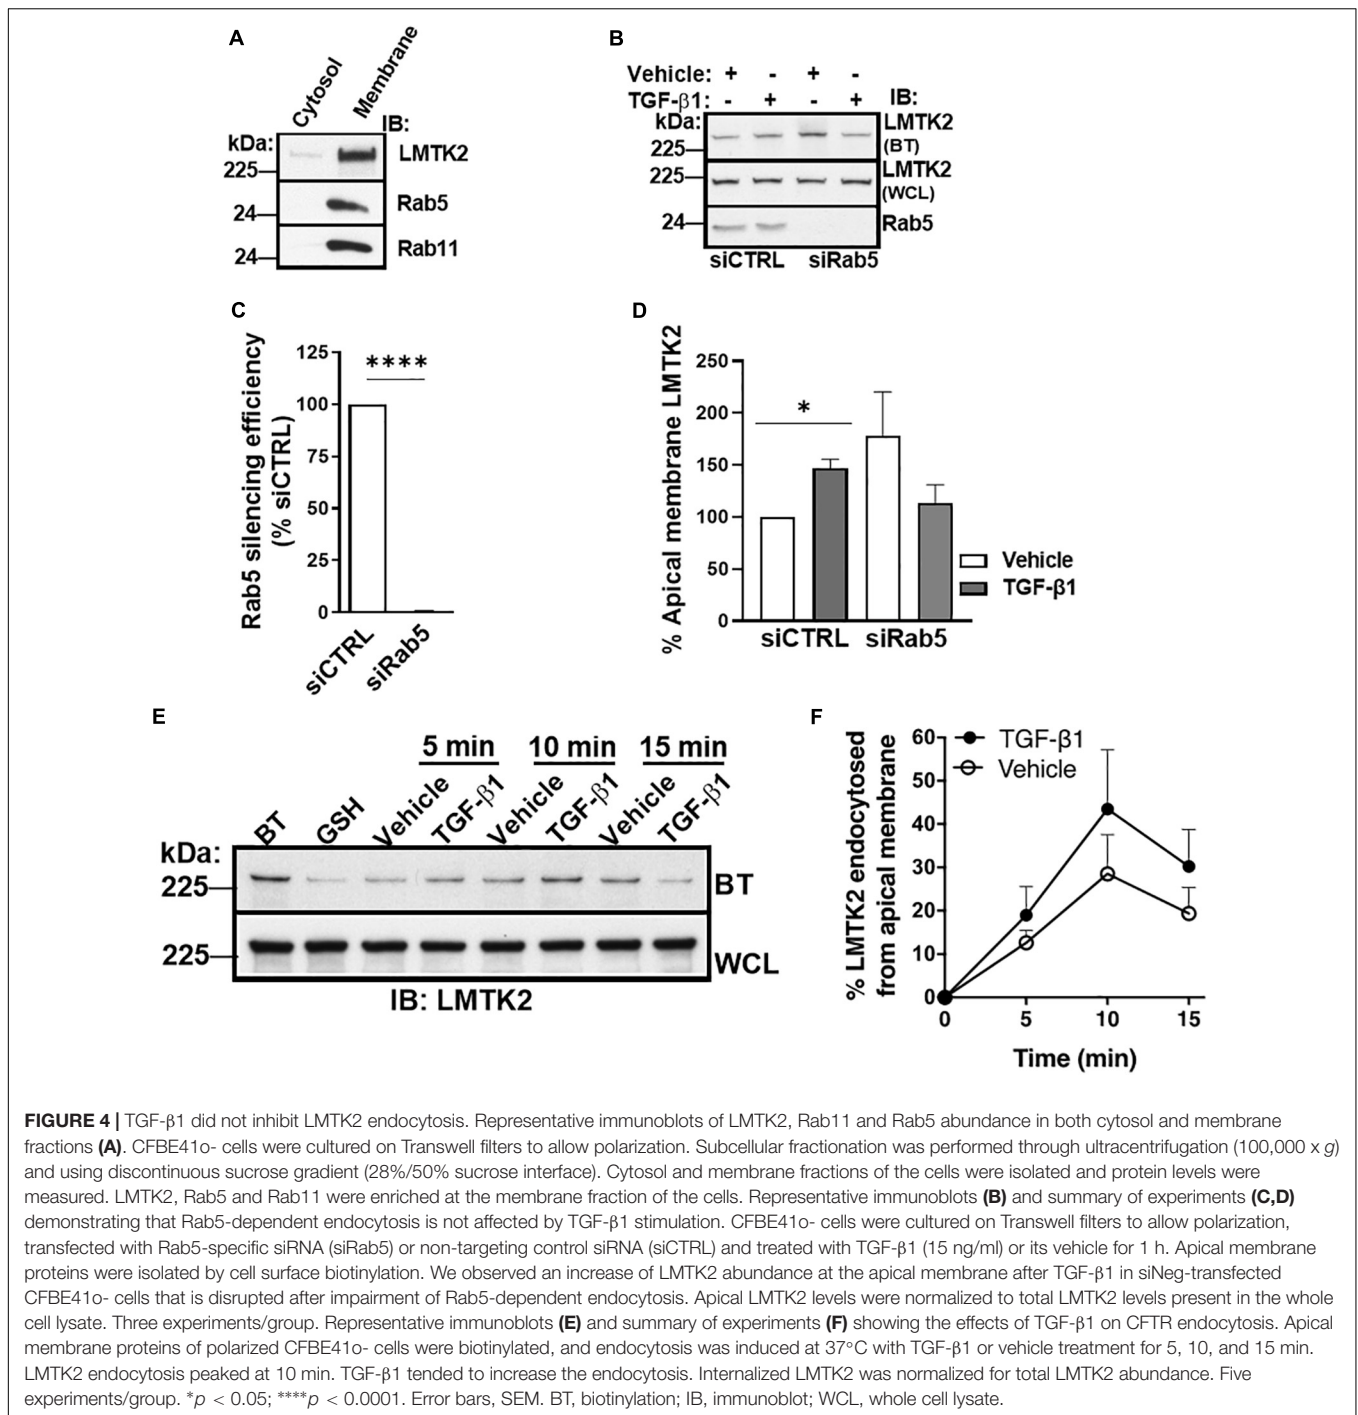 A
Cytosol
Membrane
IB:
kDa:
225
LMTK2
24
Rab5
24
Rab11
B
Vehicle: + - + -
TGF-β1: - + - + IB:
kDa:
225
LMTK2
(BT)
225
LMTK2
(WCL)
24
Rab5
siCTRL siRab5
C
Rab5 silencing efficiency
(% siCTRL)
125
100
75
50
25
0
****
siCTRL
siRab5
D
% Apical membrane LMTK2
250
200
150
100
50
0
*
siCTRL siRab5
Vehicle
TGF-β1
E
5 min 10 min 15 min
BT GSH Vehicle TGF-β1 Vehicle TGF-β1 Vehicle TGF-β1
kDa:
225
BT
225
WCL
IB: LMTK2
F
% LMTK2 endocytosed
from apical membrane
60
50
40
30
20
10
0
TGF-β1
Vehicle
0 5 10 15
Time (min)
FIGURE 4 | TGF-β1 did not inhibit LMTK2 endocytosis. Representative immunoblots of LMTK2, Rab11 and Rab5 abundance in both cytosol and membrane
fractions (A). CFBE41o- cells were cultured on Transwell filters to allow polarization. Subcellular fractionation was performed through ultracentrifugation (100,000 x g)
and using discontinuous sucrose gradient (28%/50% sucrose interface). Cytosol and membrane fractions of the cells were isolated and protein levels were
measured. LMTK2, Rab5 and Rab11 were enriched at the membrane fraction of the cells. Representative immunoblots (B) and summary of experiments (C,D)
demonstrating that Rab5-dependent endocytosis is not affected by TGF-β1 stimulation. CFBE41o- cells were cultured on Transwell filters to allow polarization,
transfected with Rab5-specific siRNA (siRab5) or non-targeting control siRNA (siCTRL) and treated with TGF-β1 (15 ng/ml) or its vehicle for 1 h. Apical membrane
proteins were isolated by cell surface biotinylation. We observed an increase of LMTK2 abundance at the apical membrane after TGF-β1 in siNeg-transfected
CFBE41o- cells that is disrupted after impairment of Rab5-dependent endocytosis. Apical LMTK2 levels were normalized to total LMTK2 levels present in the whole
cell lysate. Three experiments/group. Representative immunoblots (E) and summary of experiments (F) showing the effects of TGF-β1 on CFTR endocytosis. Apical
membrane proteins of polarized CFBE41o- cells were biotinylated, and endocytosis was induced at 37°C with TGF-β1 or vehicle treatment for 5, 10, and 15 min.
LMTK2 endocytosis peaked at 10 min. TGF-β1 tended to increase the endocytosis. Internalized LMTK2 was normalized for total LMTK2 abundance. Five
experiments/group. *p < 0.05; ****p < 0.0001. Error bars, SEM. BT, biotinylation; IB, immunoblot; WCL, whole cell lysate.